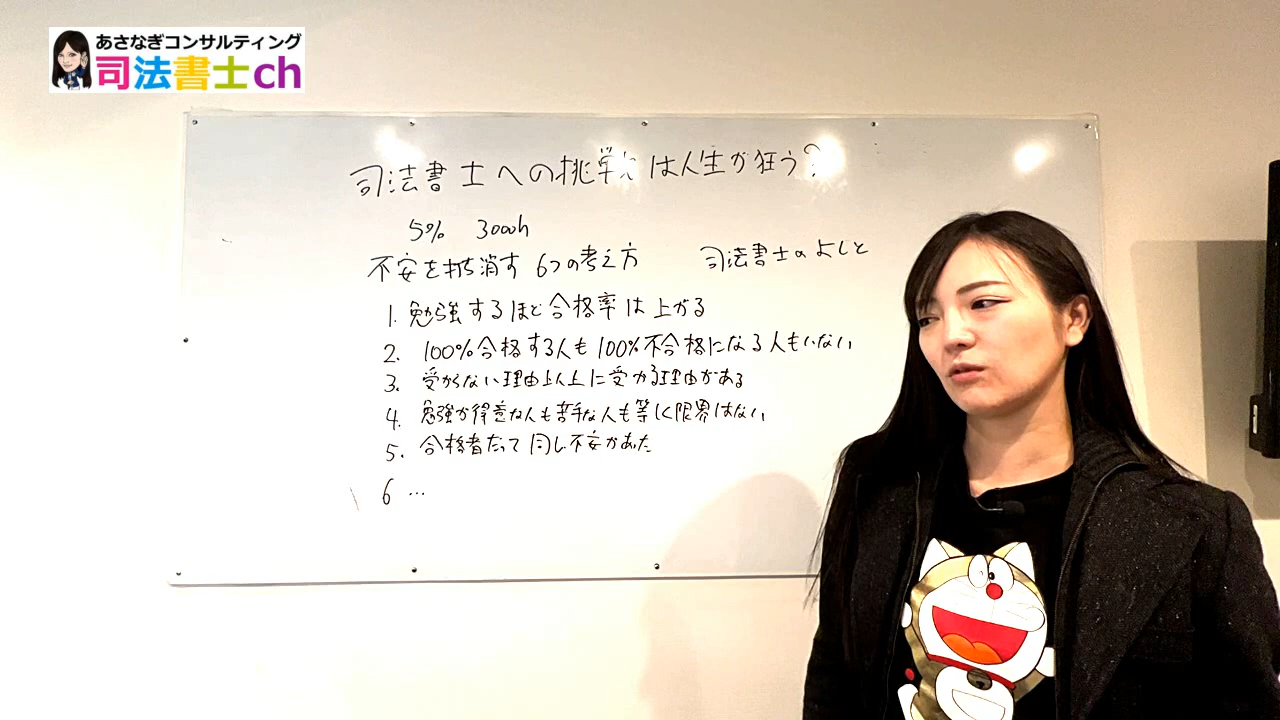 あさなぎコンサルティング
司法書士ch
司法書士への挑戦は人生が狂う?
5% 3000h
不安を打ち消す 6つの考え方
司法書士のよしと
1. 勉強するほど合格率は上がる
2. 100%合格する人も100%不合格になる人もいない
3. 受からない理由以上に受かる理由がある
4. 勉強が得意な人も苦手な人も等しく限界はない
5. 合格者だって同じ不安があった
6 ...